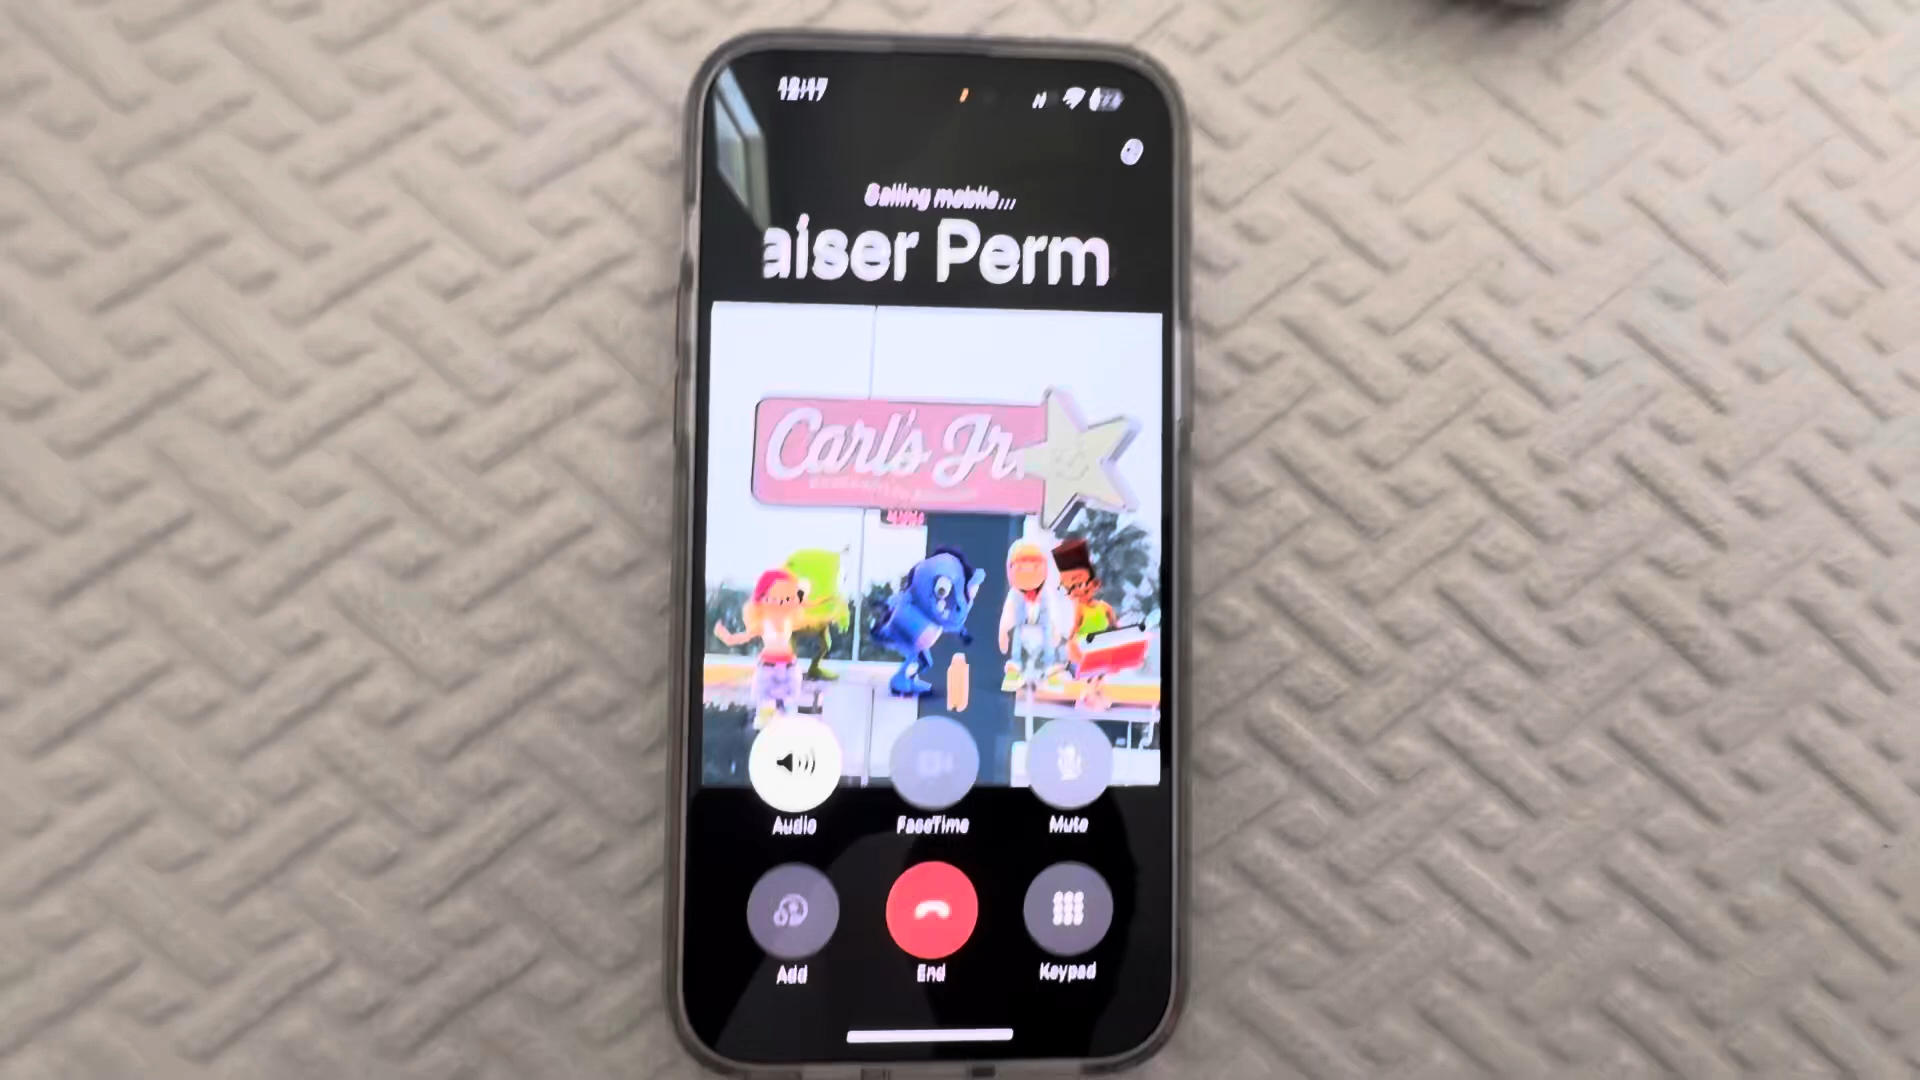 Calling mobile...
aiser Perm
Carl's Jr.
Audio
FaceTime
Mute
Add
End
Keypad